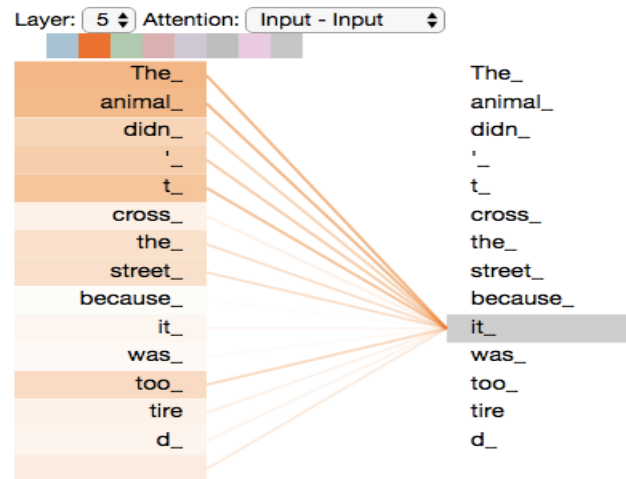 Layer: 5 Attention: Input - Input
The_ The_
animal_ animal_
didn_ didn_
'_ '_
t_ t_
cross_ cross_
the_ the_
street_ street_
because_ because_
it_ it_
was_ was_
too_ too_
tire tire
d_ d_